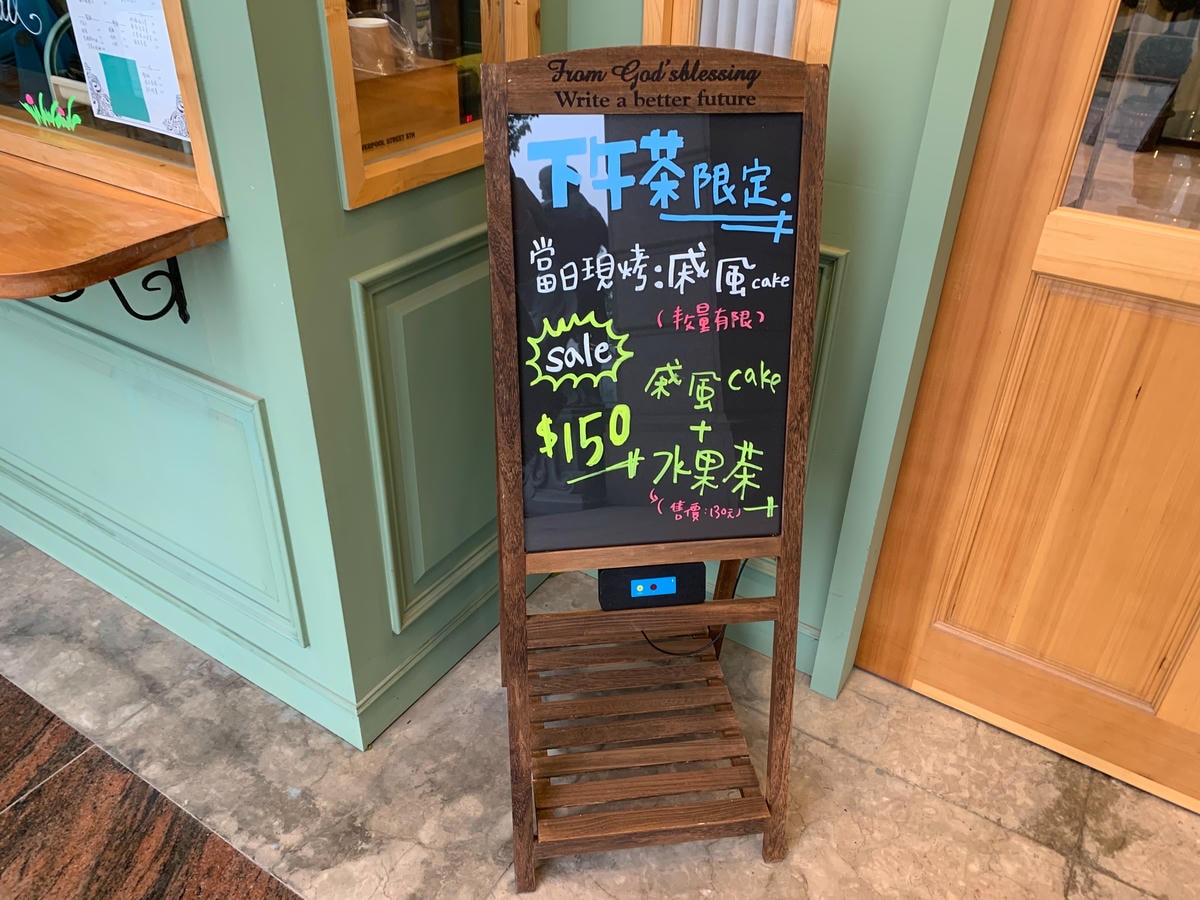 From God'sblessing
Write a better future
下午茶限定.
當日現烤:戚風cake
(數量有限)
sale
$150
戚風cake
+
水果茶
(售價:130元)